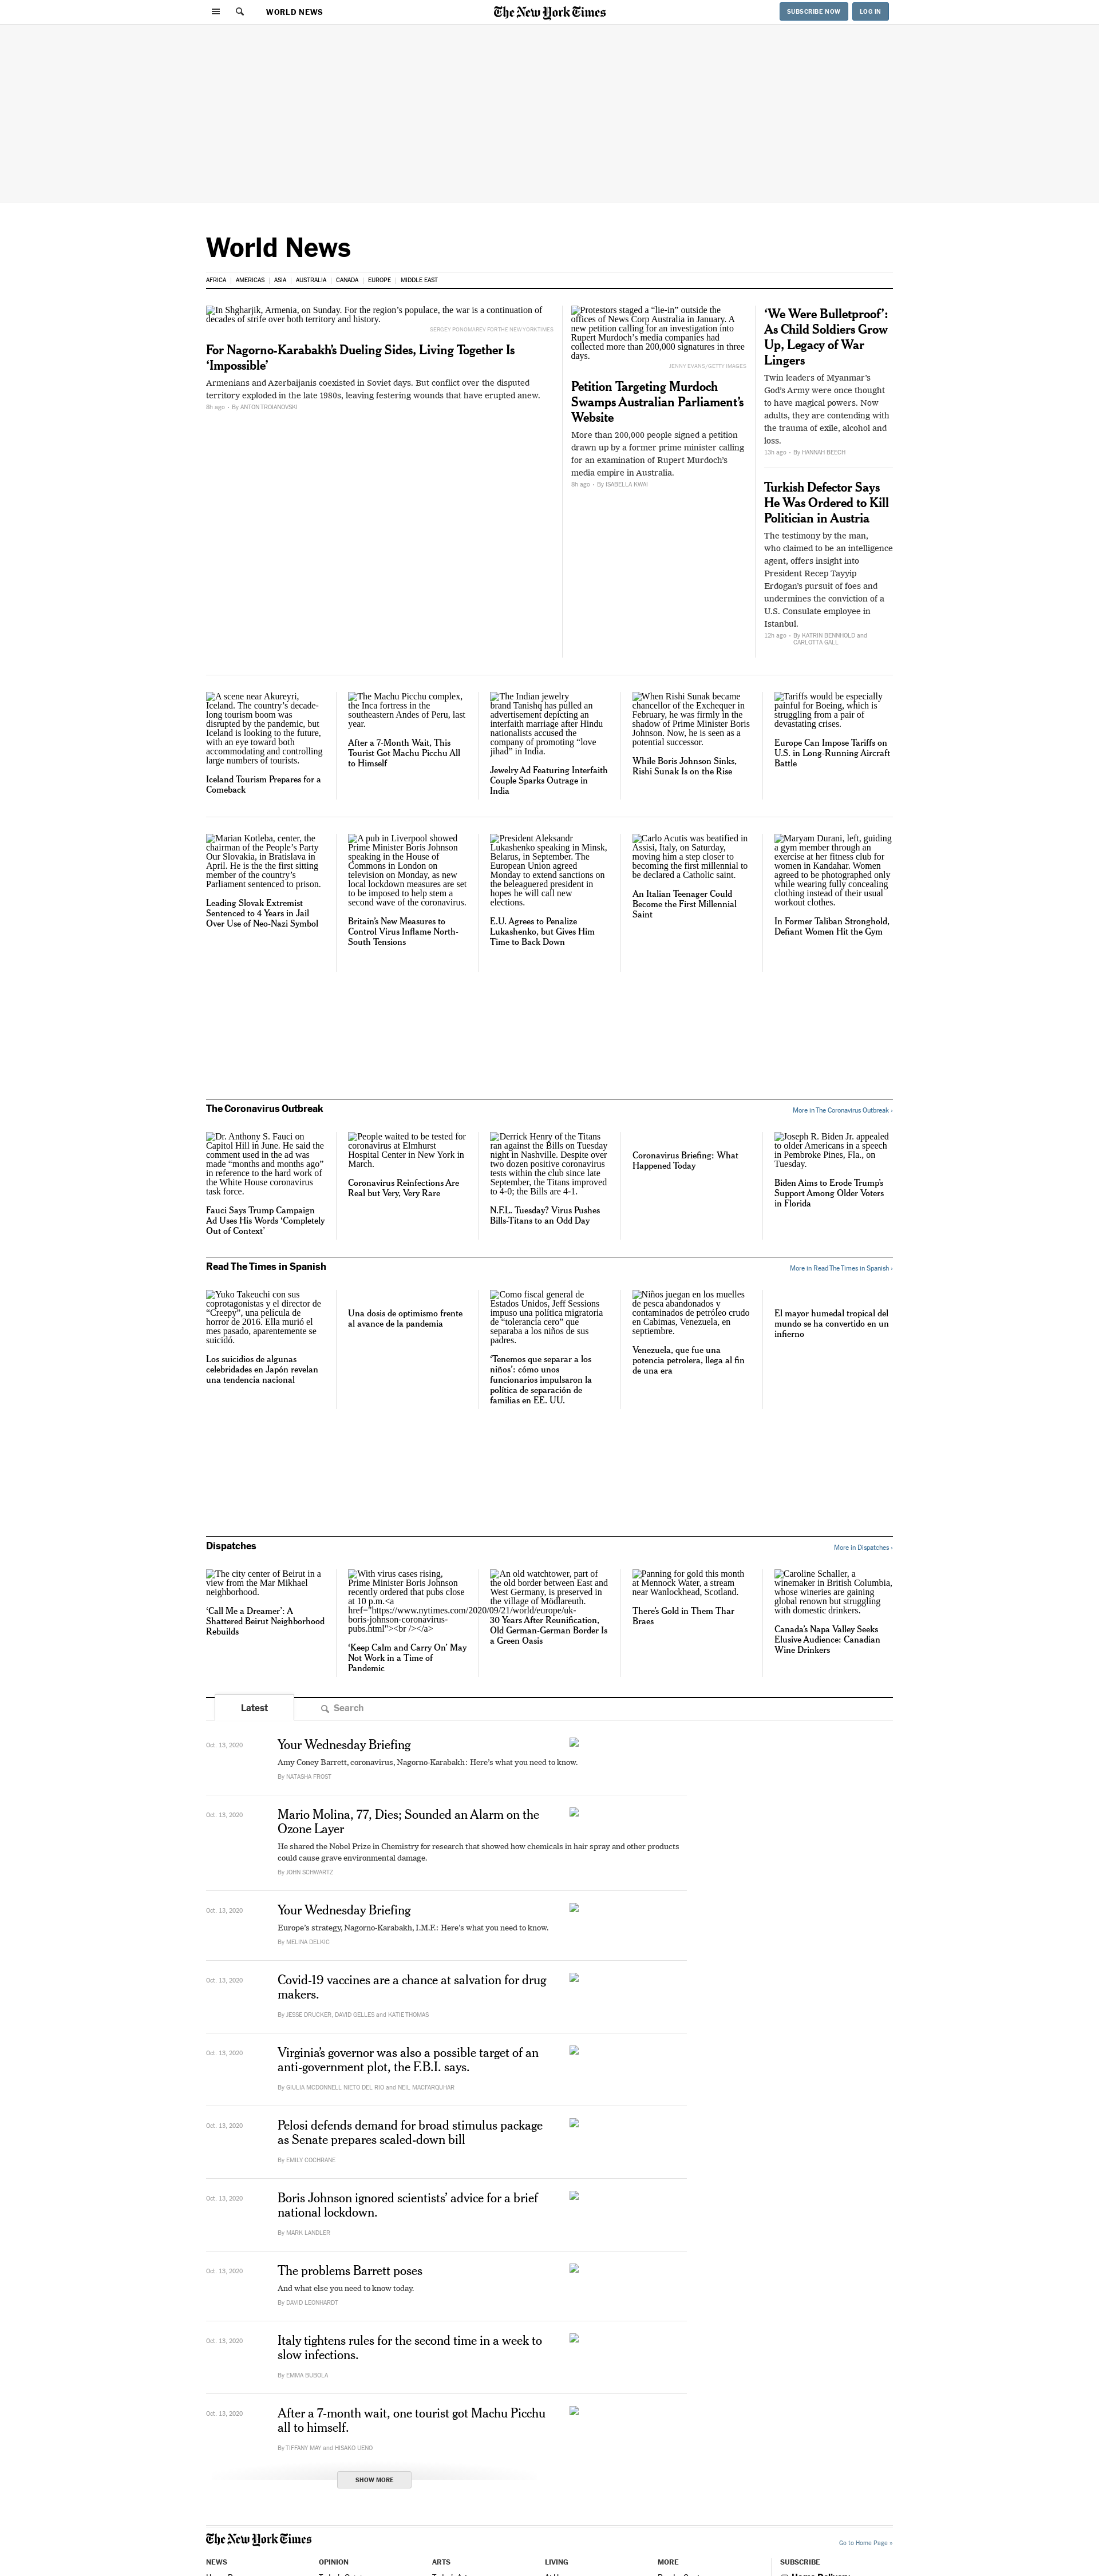 WORLD NEWS
The New York Times
SUBSCRIBE NOW
LOG IN
World News
AFRICA
AMERICAS
ASIA
AUSTRALIA
CANADA
EUROPE
MIDDLE EAST
In Shgharjik, Armenia, on Sunday. For the region’s populace, the war is a continuation of
decades of strife over both territory and history.
SERGEY PONOMAREV FOR THE NEW YORK TIMES
For Nagorno-Karabakh’s Dueling Sides, Living Together Is
‘Impossible’
Armenians and Azerbaijanis coexisted in Soviet days. But conflict over the disputed
territory exploded in the late 1980s, leaving festering wounds that have erupted anew.
8h ago
By ANTON TROIANOVSKI
Protestors staged a “lie-in” outside the
offices of News Corp Australia in January. A
new petition calling for an investigation into
Rupert Murdoch’s media companies had
collected more than 200,000 signatures in three
days.
JENNY EVANS/GETTY IMAGES
Petition Targeting Murdoch
Swamps Australian Parliament’s
Website
More than 200,000 people signed a petition
drawn up by a former prime minister calling
for an examination of Rupert Murdoch’s
media empire in Australia.
8h ago
By ISABELLA KWAI
‘We Were Bulletproof’:
As Child Soldiers Grow
Up, Legacy of War
Lingers
Twin leaders of Myanmar’s
God’s Army were once thought
to have magical powers. Now
adults, they are contending with
the trauma of exile, alcohol and
loss.
13h ago
By HANNAH BEECH
Turkish Defector Says
He Was Ordered to Kill
Politician in Austria
The testimony by the man,
who claimed to be an intelligence
agent, offers insight into
President Recep Tayyip
Erdogan’s pursuit of foes and
undermines the conviction of a
U.S. Consulate employee in
Istanbul.
12h ago
By KATRIN BENNHOLD and
CARLOTTA GALL
A scene near Akureyri,
Iceland. The country’s decade-
long tourism boom was
disrupted by the pandemic, but
Iceland is looking to the future,
with an eye toward both
accommodating and controlling
large numbers of tourists.
Iceland Tourism Prepares for a
Comeback
The Machu Picchu complex,
the Inca fortress in the
southeastern Andes of Peru, last
year.
After a 7-Month Wait, This
Tourist Got Machu Picchu All
to Himself
The Indian jewelry
brand Tanishq has pulled an
advertisement depicting an
interfaith marriage after Hindu
nationalists accused the
company of promoting “love
jihad” in India.
Jewelry Ad Featuring Interfaith
Couple Sparks Outrage in
India
When Rishi Sunak became
chancellor of the Exchequer in
February, he was firmly in the
shadow of Prime Minister Boris
Johnson. Now, he is seen as a
potential successor.
While Boris Johnson Sinks,
Rishi Sunak Is on the Rise
Tariffs would be especially
painful for Boeing, which is
struggling from a pair of
devastating crises.
Europe Can Impose Tariffs on
U.S. in Long-Running Aircraft
Battle
Marian Kotleba, center, the
chairman of the People’s Party
Our Slovakia, in Bratislava in
April. He is the the first sitting
member of the country’s
Parliament sentenced to prison.
Leading Slovak Extremist
Sentenced to 4 Years in Jail
Over Use of Neo-Nazi Symbol
A pub in Liverpool showed
Prime Minister Boris Johnson
speaking in the House of
Commons in London on
television on Monday, as new
local lockdown measures are set
to be imposed to help stem a
second wave of the coronavirus.
Britain’s New Measures to
Control Virus Inflame North-
South Tensions
President Aleksandr
Lukashenko speaking in Minsk,
Belarus, in September. The
European Union agreed
Monday to extend sanctions on
the beleaguered president in
hopes he will call new
elections.
E.U. Agrees to Penalize
Lukashenko, but Gives Him
Time to Back Down
Carlo Acutis was beatified in
Assisi, Italy, on Saturday,
moving him a step closer to
becoming the first millennial to
be declared a Catholic saint.
An Italian Teenager Could
Become the First Millennial
Saint
Maryam Durani, left, guiding
a gym member through an
exercise at her fitness club for
women in Kandahar. Women
agreed to be photographed only
while wearing fully concealing
clothing instead of their usual
workout clothes.
In Former Taliban Stronghold,
Defiant Women Hit the Gym
The Coronavirus Outbreak
More in The Coronavirus Outbreak ›
Dr. Anthony S. Fauci on
Capitol Hill in June. He said the
comment used in the ad was
made “months and months ago”
in reference to the hard work of
the White House coronavirus
task force.
Fauci Says Trump Campaign
Ad Uses His Words ‘Completely
Out of Context’
People waited to be tested for
coronavirus at Elmhurst
Hospital Center in New York in
March.
Coronavirus Reinfections Are
Real but Very, Very Rare
Derrick Henry of the Titans
ran against the Bills on Tuesday
night in Nashville. Despite over
two dozen positive coronavirus
tests within the club since late
September, the Titans improved
to 4-0; the Bills are 4-1.
N.F.L. Tuesday? Virus Pushes
Bills-Titans to an Odd Day
Coronavirus Briefing: What
Happened Today
Joseph R. Biden Jr. appealed
to older Americans in a speech
in Pembroke Pines, Fla., on
Tuesday.
Biden Aims to Erode Trump’s
Support Among Older Voters
in Florida
Read The Times in Spanish
More in Read The Times in Spanish ›
Yuko Takeuchi con sus
coprotagonistas y el director de
“Creepy”, una película de
horror de 2016. Ella murió el
mes pasado, aparentemente se
suicidó.
Los suicidios de algunas
celebridades en Japón revelan
una tendencia nacional
Una dosis de optimismo frente
al avance de la pandemia
Como fiscal general de
Estados Unidos, Jeff Sessions
impuso una política migratoria
de “tolerancia cero” que
separaba a los niños de sus
padres.
‘Tenemos que separar a los
niños’: cómo unos
funcionarios impulsaron la
política de separación de
familias en EE. UU.
Niños juegan en los muelles
de pesca abandonados y
contaminados de petróleo crudo
en Cabimas, Venezuela, en
septiembre.
Venezuela, que fue una
potencia petrolera, llega al fin
de una era
El mayor humedal tropical del
mundo se ha convertido en un
infierno
Dispatches
More in Dispatches ›
The city center of Beirut in a
view from the Mar Mikhael
neighborhood.
‘Call Me a Dreamer’: A
Shattered Beirut Neighborhood
Rebuilds
With virus cases rising,
Prime Minister Boris Johnson
recently ordered that pubs close
at 10 p.m.<a
href="https://www.nytimes.com/2020/09/21/world/europe/uk-
boris-johnson-coronavirus-
pubs.html"><br /></a>
‘Keep Calm and Carry On’ May
Not Work in a Time of
Pandemic
An old watchtower, part of
the old border between East and
West Germany, is preserved in
the village of Mödlareuth.
30 Years After Reunification,
Old German-German Border Is
a Green Oasis
Panning for gold this month
at Mennock Water, a stream
near Wanlockhead, Scotland.
There’s Gold in Them Thar
Braes
Caroline Schaller, a
winemaker in British Columbia,
whose wineries are gaining
global renown but struggling
with domestic drinkers.
Canada’s Napa Valley Seeks
Elusive Audience: Canadian
Wine Drinkers
Latest
Search
Oct. 13, 2020
Your Wednesday Briefing
Amy Coney Barrett, coronavirus, Nagorno-Karabakh: Here’s what you need to know.
By NATASHA FROST
Oct. 13, 2020
Mario Molina, 77, Dies; Sounded an Alarm on the
Ozone Layer
He shared the Nobel Prize in Chemistry for research that showed how chemicals in hair spray and other products
could cause grave environmental damage.
By JOHN SCHWARTZ
Oct. 13, 2020
Your Wednesday Briefing
Europe’s strategy, Nagorno-Karabakh, I.M.F.: Here’s what you need to know.
By MELINA DELKIC
Oct. 13, 2020
Covid-19 vaccines are a chance at salvation for drug
makers.
By JESSE DRUCKER, DAVID GELLES and KATIE THOMAS
Oct. 13, 2020
Virginia’s governor was also a possible target of an
anti-government plot, the F.B.I. says.
By GIULIA MCDONNELL NIETO DEL RIO and NEIL MACFARQUHAR
Oct. 13, 2020
Pelosi defends demand for broad stimulus package
as Senate prepares scaled-down bill
By EMILY COCHRANE
Oct. 13, 2020
Boris Johnson ignored scientists’ advice for a brief
national lockdown.
By MARK LANDLER
Oct. 13, 2020
The problems Barrett poses
And what else you need to know today.
By DAVID LEONHARDT
Oct. 13, 2020
Italy tightens rules for the second time in a week to
slow infections.
By EMMA BUBOLA
Oct. 13, 2020
After a 7-month wait, one tourist got Machu Picchu
all to himself.
By TIFFANY MAY and HISAKO UENO
SHOW MORE
The New York Times
Go to Home Page »
NEWS
OPINION
ARTS
LIVING
MORE
SUBSCRIBE